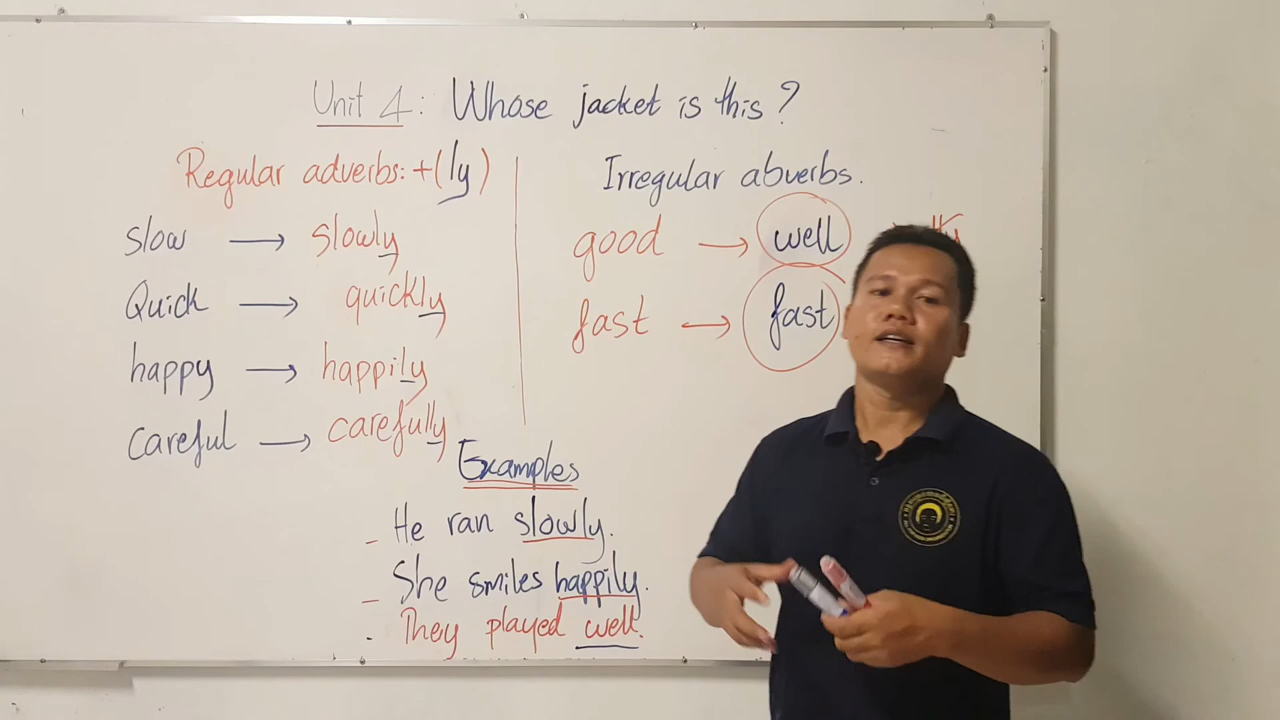 Unit 4: Whose jacket is this?
Regular adverbs: +(ly)
slow → slowly
Quick → quickly
happy → happily
careful → carefully
Irregular abverbs.
good → well
fast → fast
Examples
- He ran slowly.
- She smiles happily.
- They played well.